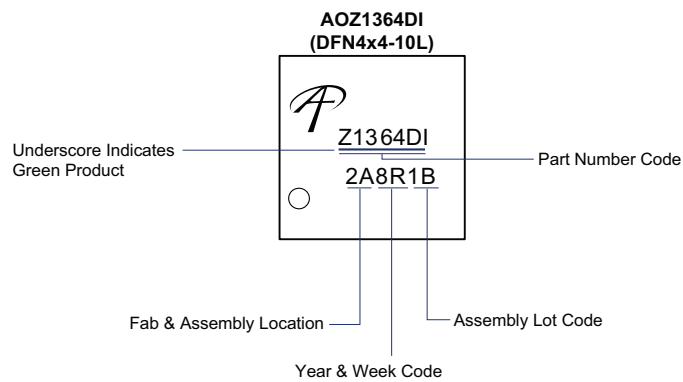 AOZ1364DI
(DFN4x4-10L)
Z1364DI
Underscore Indicates
Green Product
Part Number Code
2A8R1B
Fab & Assembly Location
Assembly Lot Code
Year & Week Code